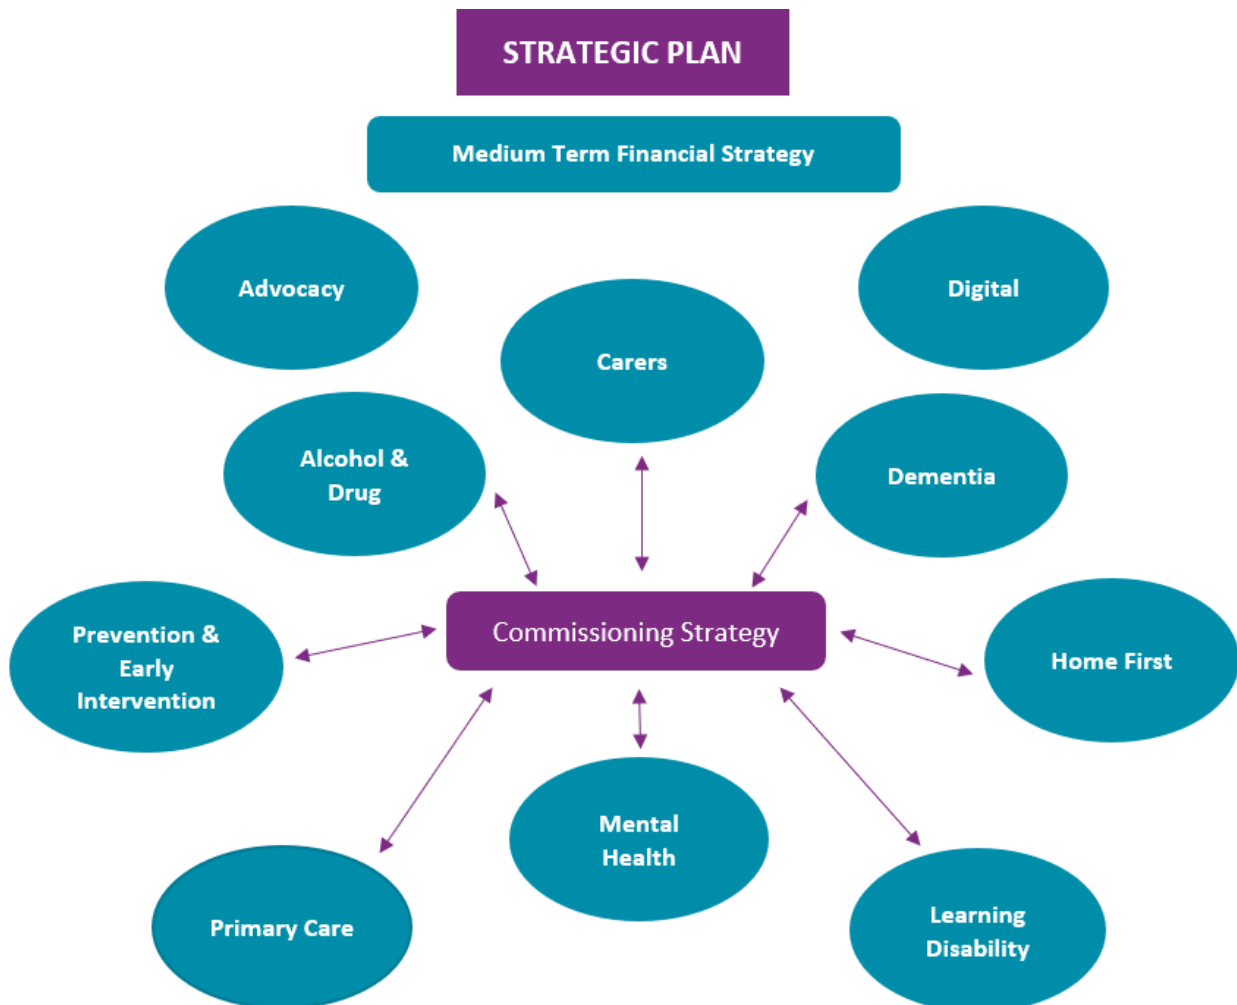 STRATEGIC PLAN
Medium Term Financial Strategy
Advocacy
Digital
Carers
Alcohol &
Drug
Dementia
Prevention &
Early
Intervention
Commissioning Strategy
Home First
Mental
Health
Primary Care
Learning
Disability